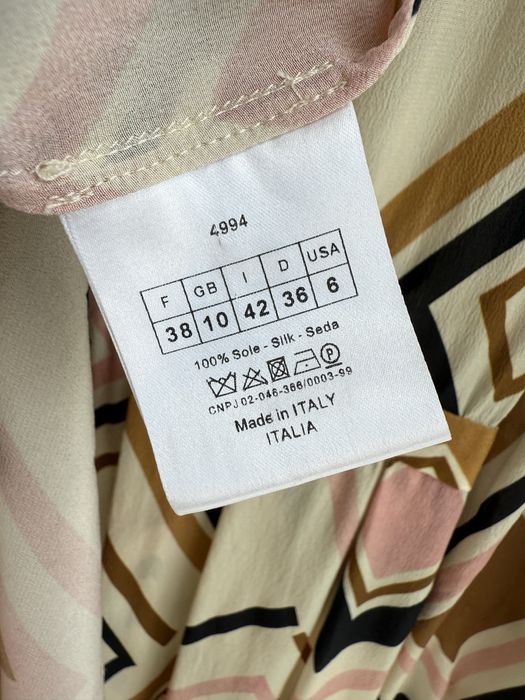 4994
F GB I D USA
38 10 42 36 6
100% Sole - Silk - Seda
CNPJ 02-046-366/0003-99
Made in ITALY
ITALIA